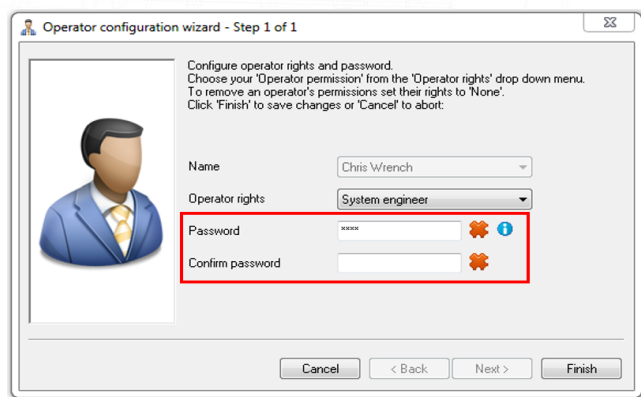 Operator configuration wizard - Step 1 of 1
Configure operator rights and password.
Choose your 'Operator permission' from the 'Operator rights' drop down menu.
To remove an operator's permissions set their rights to 'None'.
Click 'Finish' to save changes or 'Cancel' to abort:
Name Chris Wrench
Operator rights System engineer
Password ××××
Confirm password
Cancel < Back Next > Finish